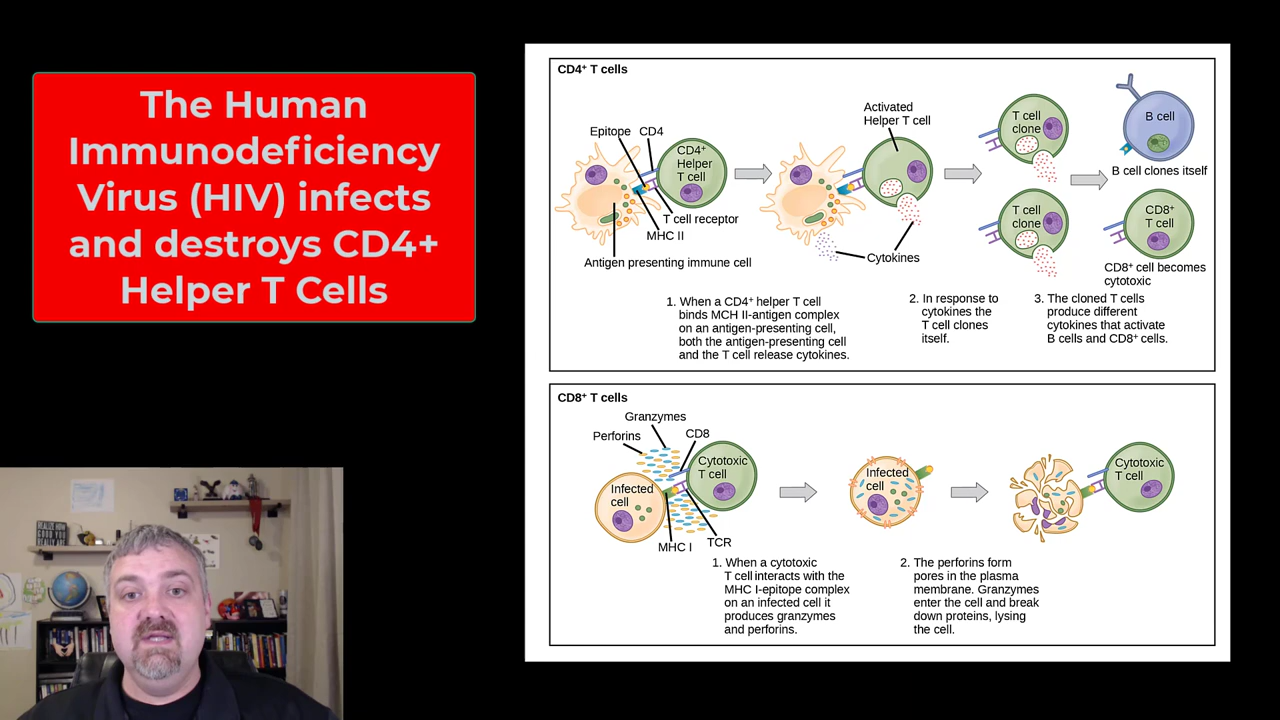 The Human
Immunodeficiency
Virus (HIV) infects
and destroys CD4+
Helper T Cells
CD4⁺ T cells
Epitope
CD4
CD4⁺
Helper
T cell
T cell receptor
MHC II
Antigen presenting immune cell
Activated
Helper T cell
Cytokines
T cell
clone
T cell
clone
B cell
B cell clones itself
CD8⁺
T cell
CD8⁺ cell becomes
cytotoxic
1. When a CD4⁺ helper T cell
binds MCH II-antigen complex
on an antigen-presenting cell,
both the antigen-presenting cell
and the T cell release cytokines.
2. In response to
cytokines the
T cell clones
itself.
3. The cloned T cells
produce different
cytokines that activate
B cells and CD8⁺ cells.
CD8⁺ T cells
Granzymes
Perforins
CD8
Cytotoxic
T cell
Infected
cell
MHC I
TCR
Infected
cell
Cytotoxic
T cell
1. When a cytotoxic
T cell interacts with the
MHC I-epitope complex
on an infected cell it
produces granzymes
and perforins.
2. The perforins form
pores in the plasma
membrane. Granzymes
enter the cell and break
down proteins, lysing
the cell.